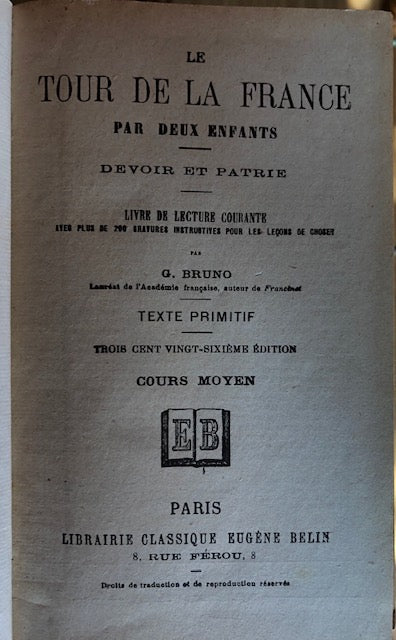 LE
TOUR DE LA FRANCE
PAR DEUX ENFANTS
DEVOIR ET PATRIE
LIVRE DE LECTURE COURANTE
AVEC PLUS DE 200 GRAVURES INSTRUCTIVES POUR LES LEÇONS DE CHOSES
PAR
G. BRUNO
Lauréat de l'Académie française, auteur de Francinet
TEXTE PRIMITIF
TROIS CENT VINGT-SIXIÈME ÉDITION
COURS MOYEN
EB
PARIS
LIBRAIRIE CLASSIQUE EUGÈNE BELIN
8, RUE FÉROU, 8
Droits de traduction et de reproduction réservés